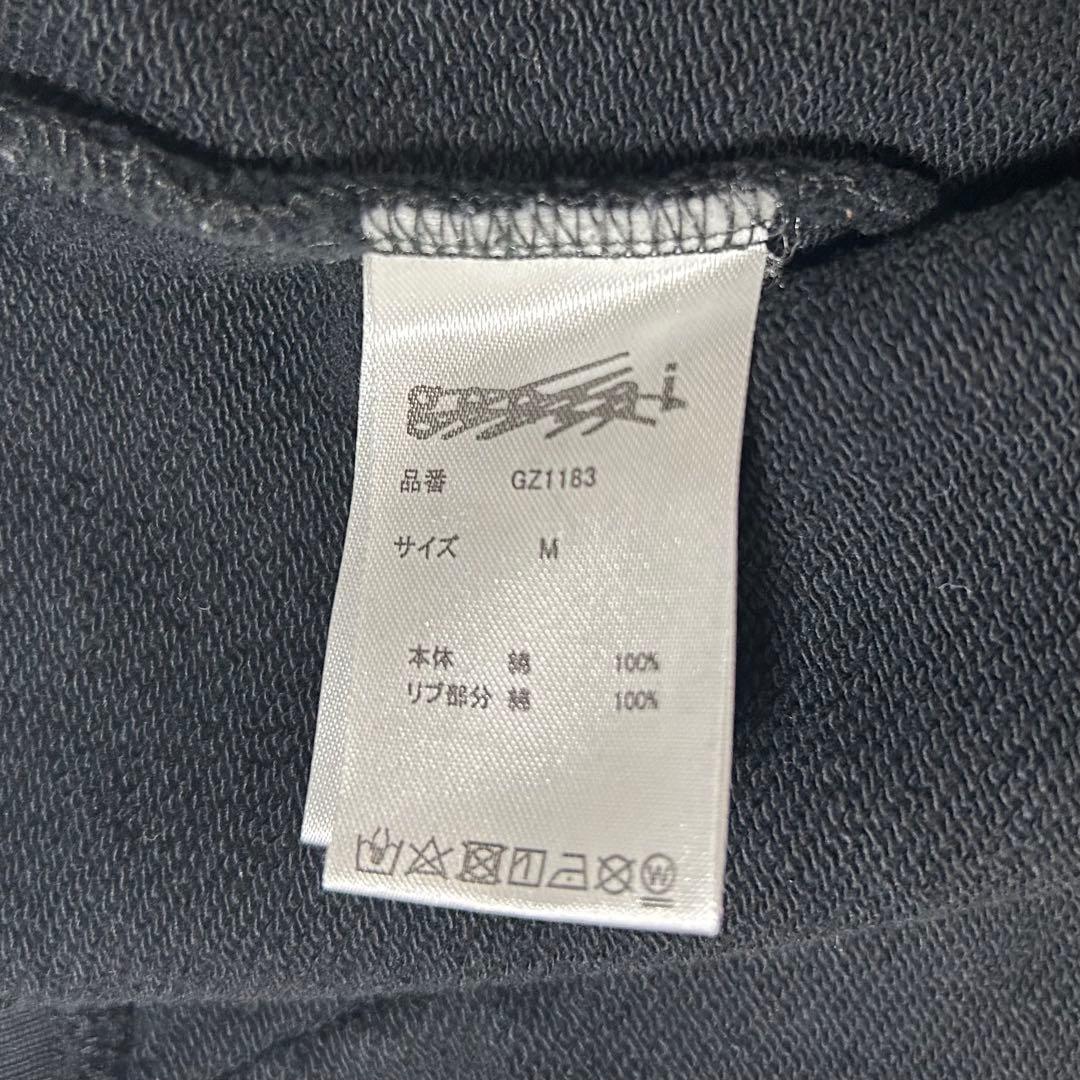 品番 GZ1183
サイズ M
本体 綿 100%
リブ部分 綿 100%
W